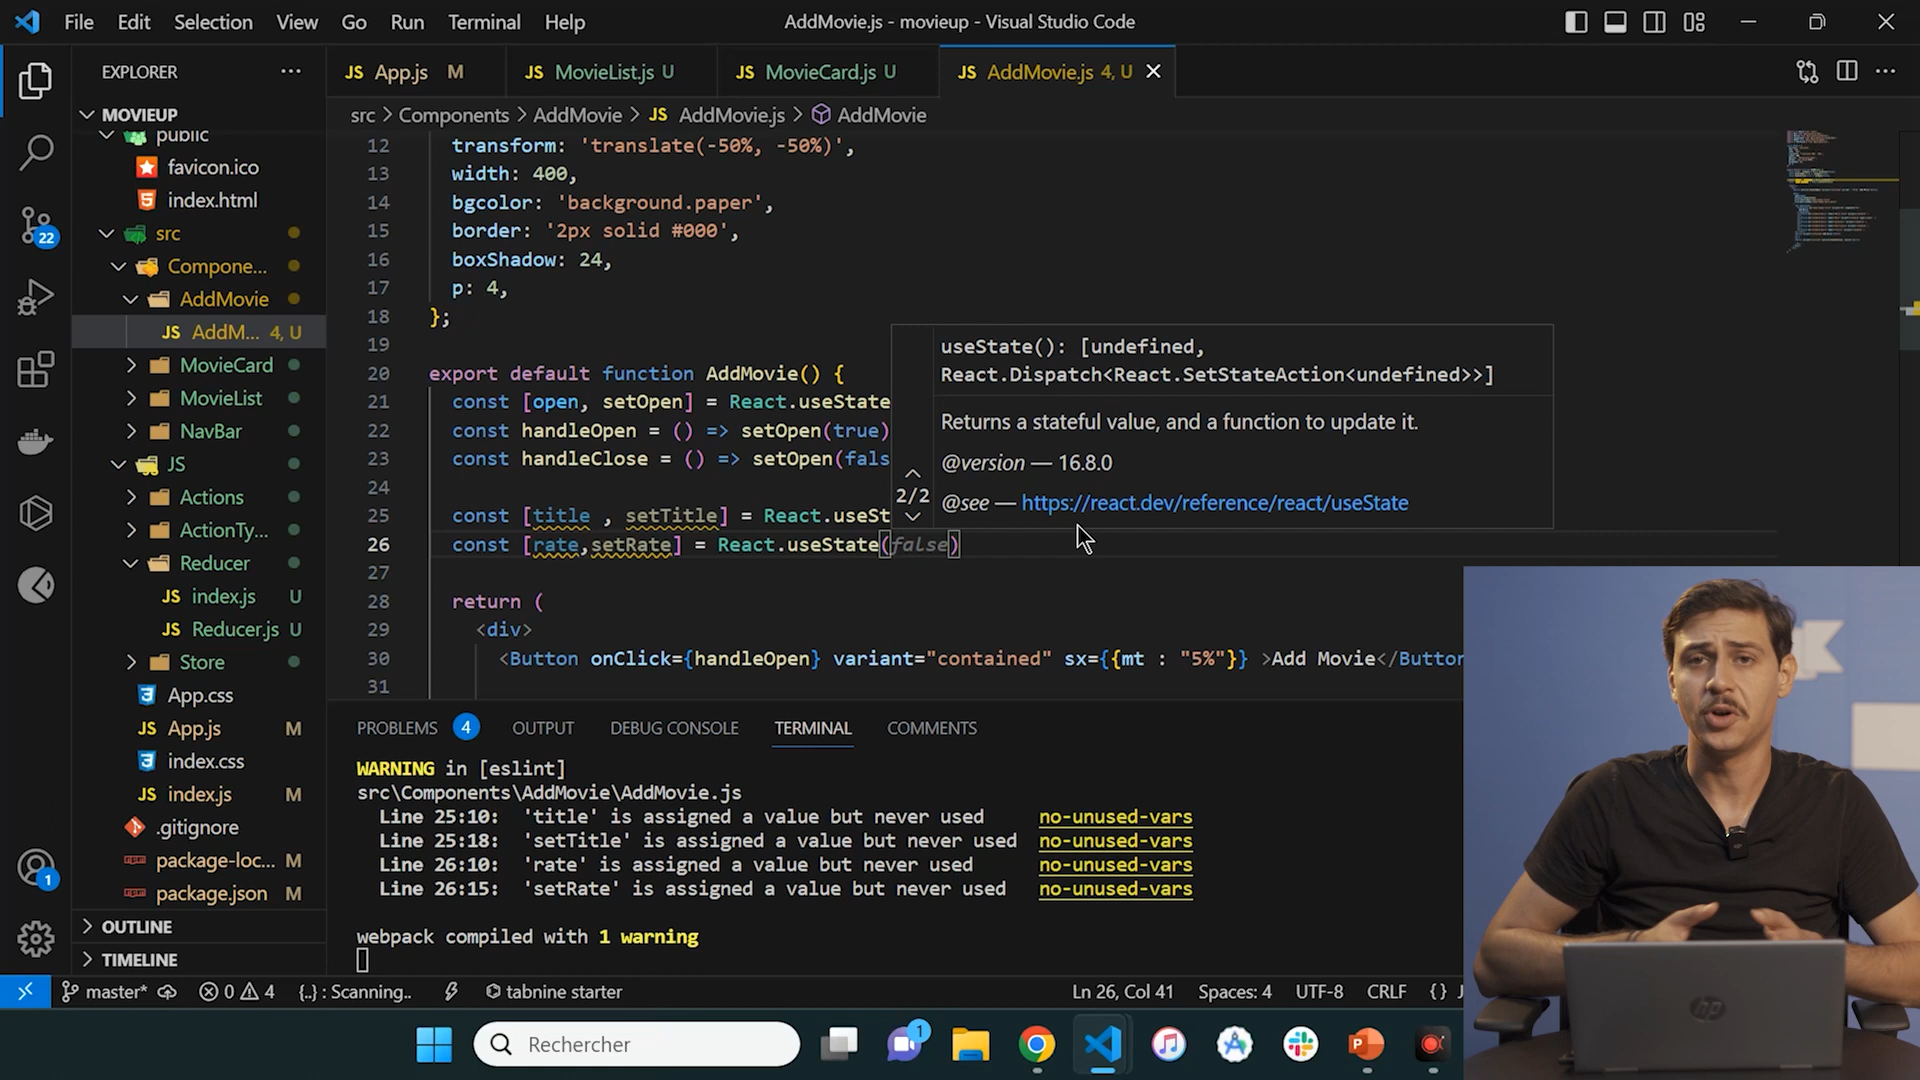 File Edit Selection View Go Run Terminal Help
AddMovie.js - movieup - Visual Studio Code
EXPLORER
JS App.js M
JS MovieList.js U
JS MovieCard.js U
JS AddMovie.js 4, U
src > Components > AddMovie > JS AddMovie.js > AddMovie
MOVIEUP
public
favicon.ico
index.html
src
Compone...
AddMovie
JS AddM... 4, U
MovieCard
MovieList
NavBar
JS
Actions
ActionTy...
Reducer
JS index.js U
JS Reducer.js U
Store
App.css
JS App.js M
index.css
JS index.js M
.gitignore
package-loc... M
package.json M
OUTLINE
TIMELINE
22
1
12 transform: 'translate(-50%, -50%)',
13 width: 400,
14 bgcolor: 'background.paper',
15 border: '2px solid #000',
16 boxShadow: 24,
17 p: 4,
18 };
19
20 export default function AddMovie() {
21 const [open, setOpen] = React.useState
22 const handleOpen = () => setOpen(true)
23 const handleClose = () => setOpen(fals
24
25 const [title , setTitle] = React.useSt
26 const [rate,setRate] = React.useState(false)
27
28 return (
29 <div>
30 <Button onClick={handleOpen} variant="contained" sx={{mt : "5%"}} >Add Movie</Button
31
useState(): [undefined,
React.Dispatch<React.SetStateAction<undefined>>]
Returns a stateful value, and a function to update it.
@version — 16.8.0
2/2
@see — https://react.dev/reference/react/useState
PROBLEMS 4 OUTPUT DEBUG CONSOLE TERMINAL COMMENTS
WARNING in [eslint]
src\Components\AddMovie\AddMovie.js
Line 25:10: 'title' is assigned a value but never used no-unused-vars
Line 25:18: 'setTitle' is assigned a value but never used no-unused-vars
Line 26:10: 'rate' is assigned a value but never used no-unused-vars
Line 26:15: 'setRate' is assigned a value but never used no-unused-vars
webpack compiled with 1 warning
master* 0 4 {..} : Scanning.. tabnine starter
Ln 26, Col 41 Spaces: 4 UTF-8 CRLF {} J
Rechercher
1
hp